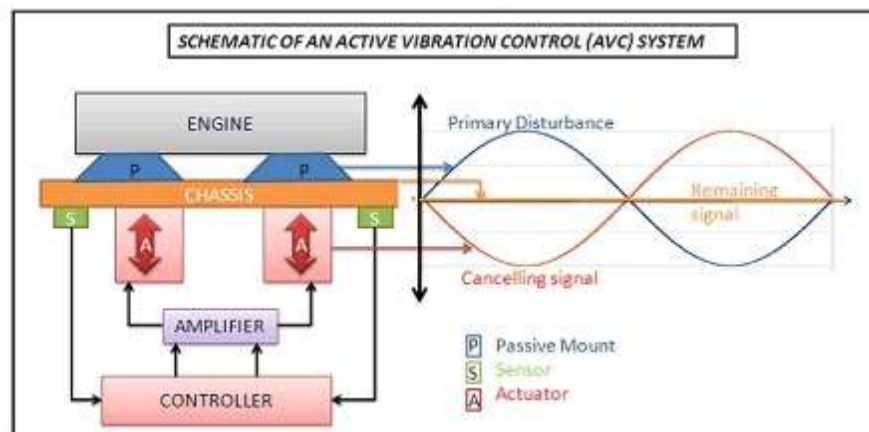 SCHEMATIC OF AN ACTIVE VIBRATION CONTROL (AVC) SYSTEM
ENGINE
Primary Disturbance
P
P
CHASSIS
Remaining
signal
S
S
A
A
Cancelling signal
AMPLIFIER
P Passive Mount
S Sensor
A Actuator
CONTROLLER